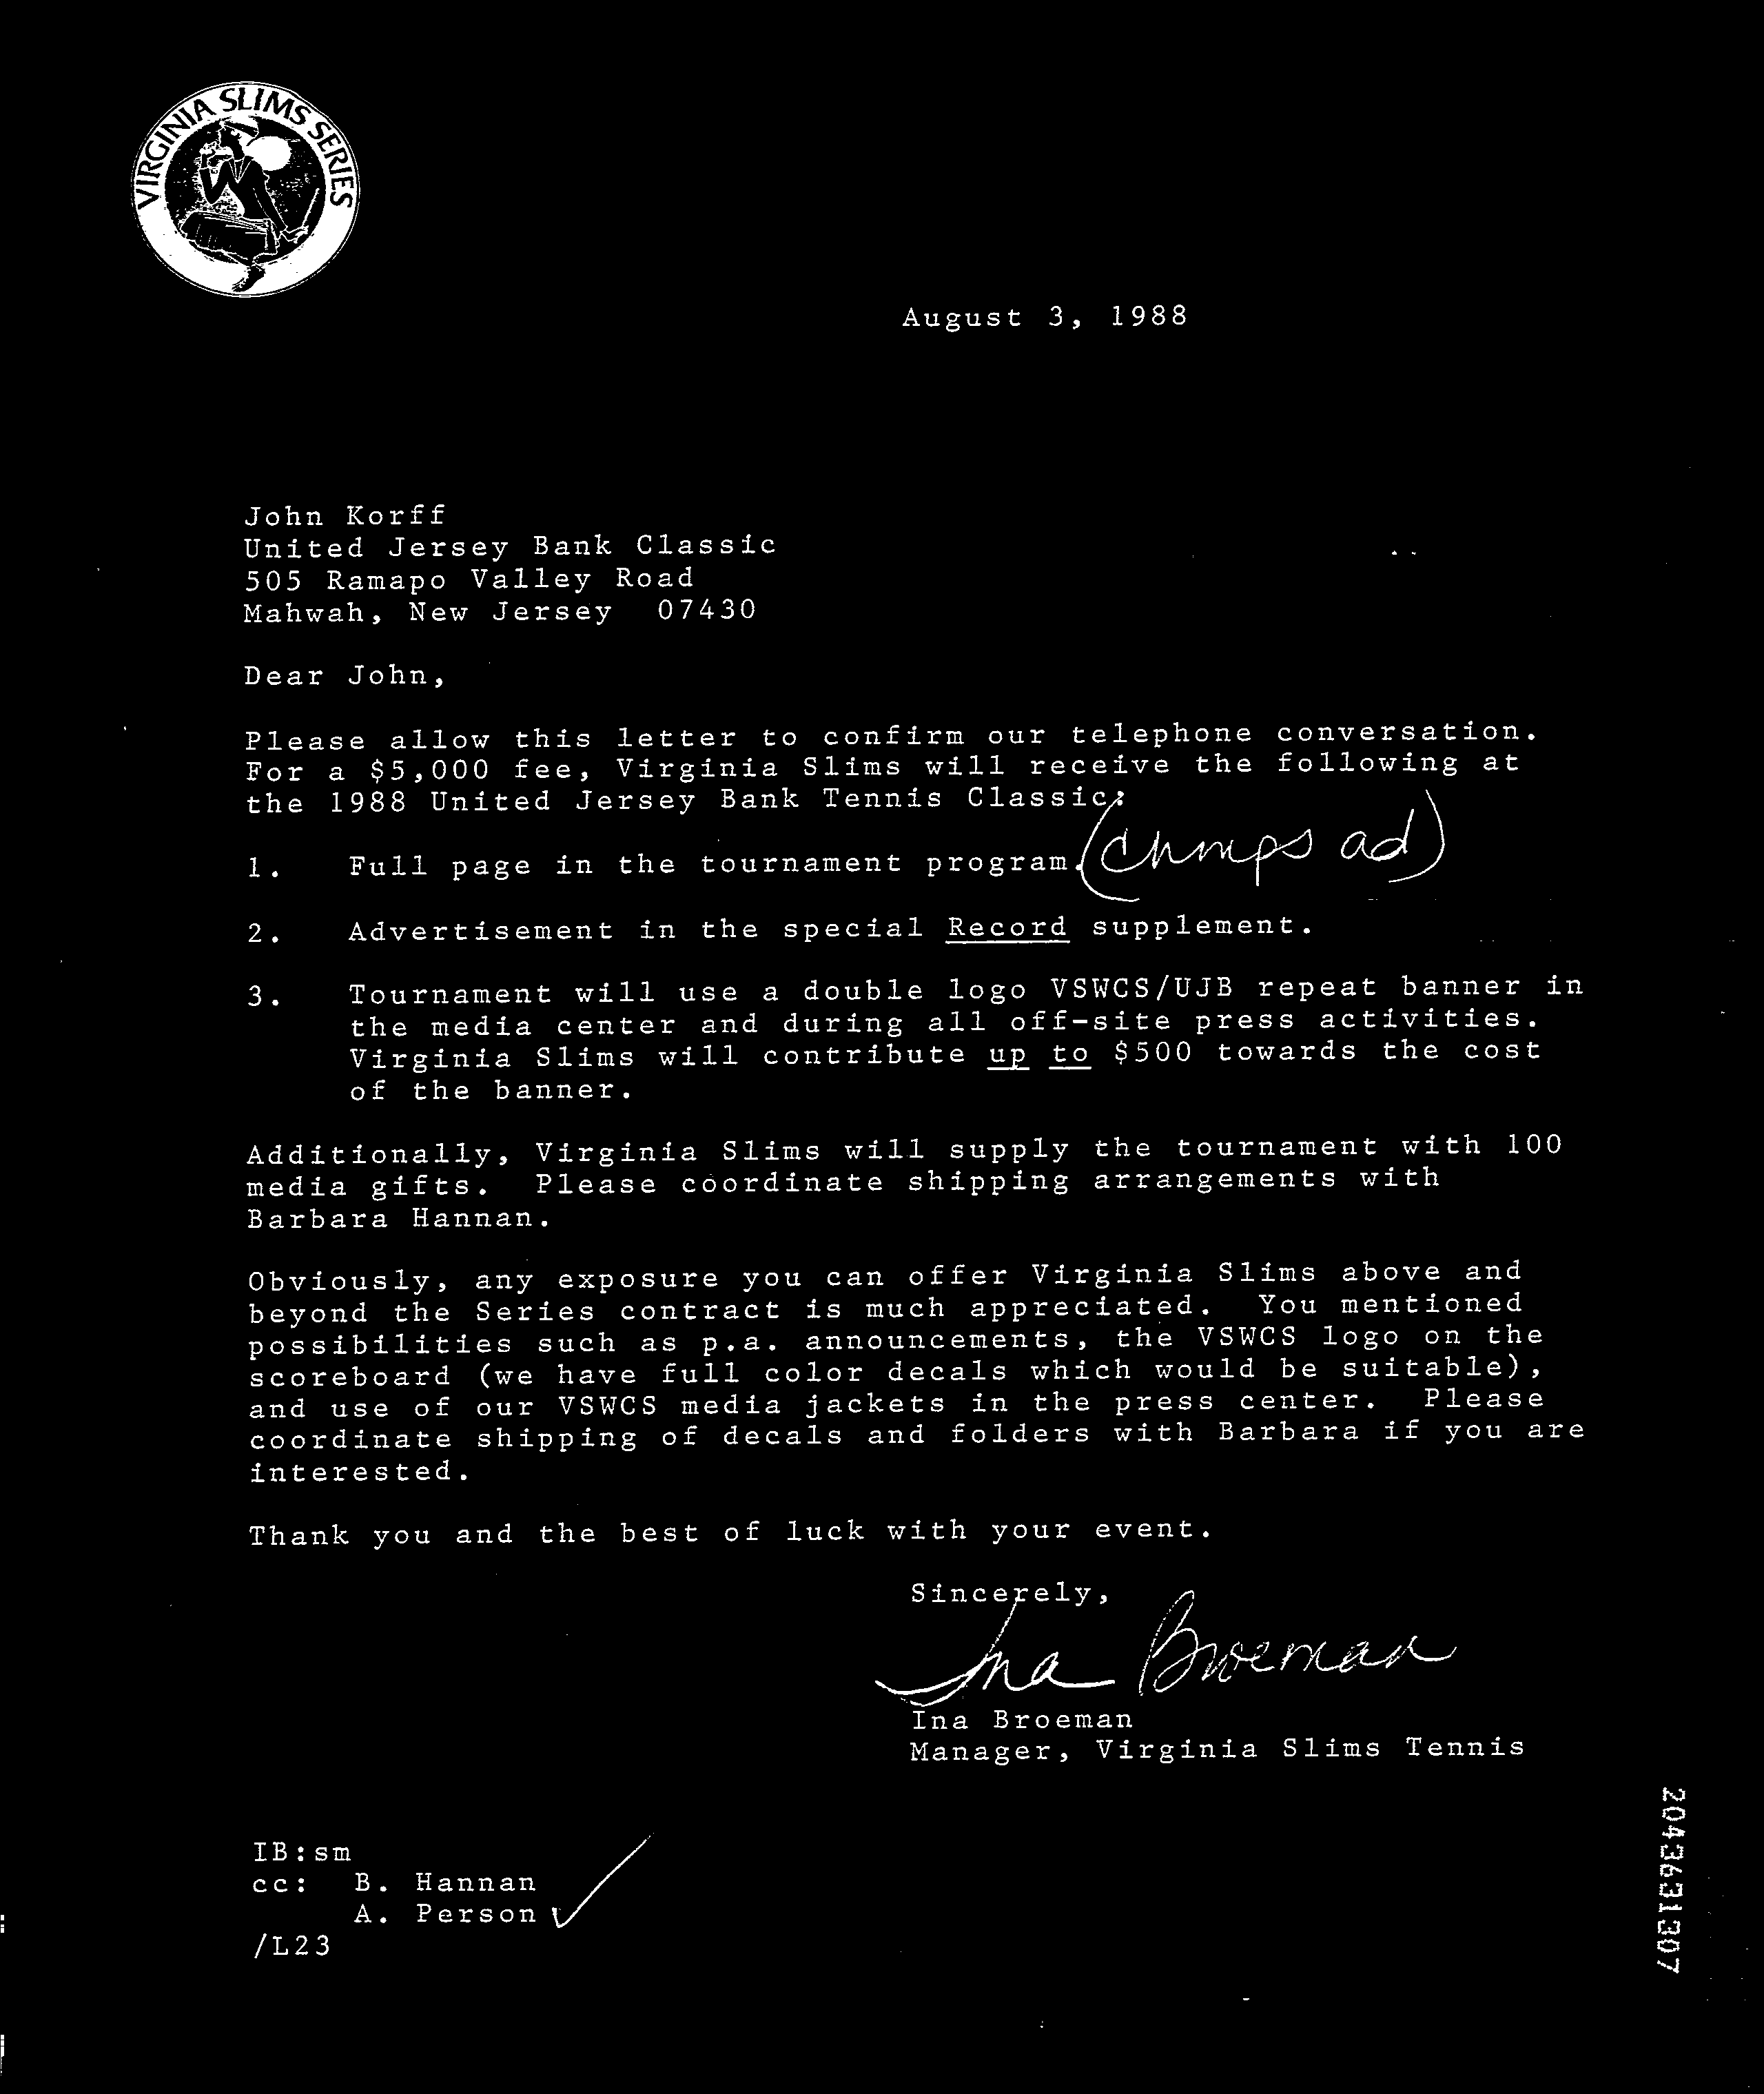 VIRGINIA SLIMS SERIES
August 3, 1988
John Korff
United Jersey Bank Classic
505 Ramapo Valley Road
Mahwah, New Jersey 07430
Dear John,
Please allow this letter to confirm our telephone conversation.
For a $5,000 fee, Virginia Slims will receive the following at
the 1988 United Jersey Bank Tennis Classic:
1. Full page in the tournament program. (champs ad)
2. Advertisement in the special Record supplement.
3. Tournament will use a double logo VSWCS/UJB repeat banner in
the media center and during all off-site press activities.
Virginia Slims will contribute up to $500 towards the cost
of the banner.
Additionally, Virginia Slims will supply the tournament with 100
media gifts. Please coordinate shipping arrangements with
Barbara Hannan.
Obviously, any exposure you can offer Virginia Slims above and
beyond the Series contract is much appreciated. You mentioned
possibilities such as p.a. announcements, the VSWCS logo on the
scoreboard (we have full color decals which would be suitable),
and use of our VSWCS media jackets in the press center. Please
coordinate shipping of decals and folders with Barbara if you are
interested.
Thank you and the best of luck with your event.
Sincerely,
Ina Broeman
Ina Broeman
Manager, Virginia Slims Tennis
IB:sm
cc: B. Hannan
A. Person
/L23
2043631307